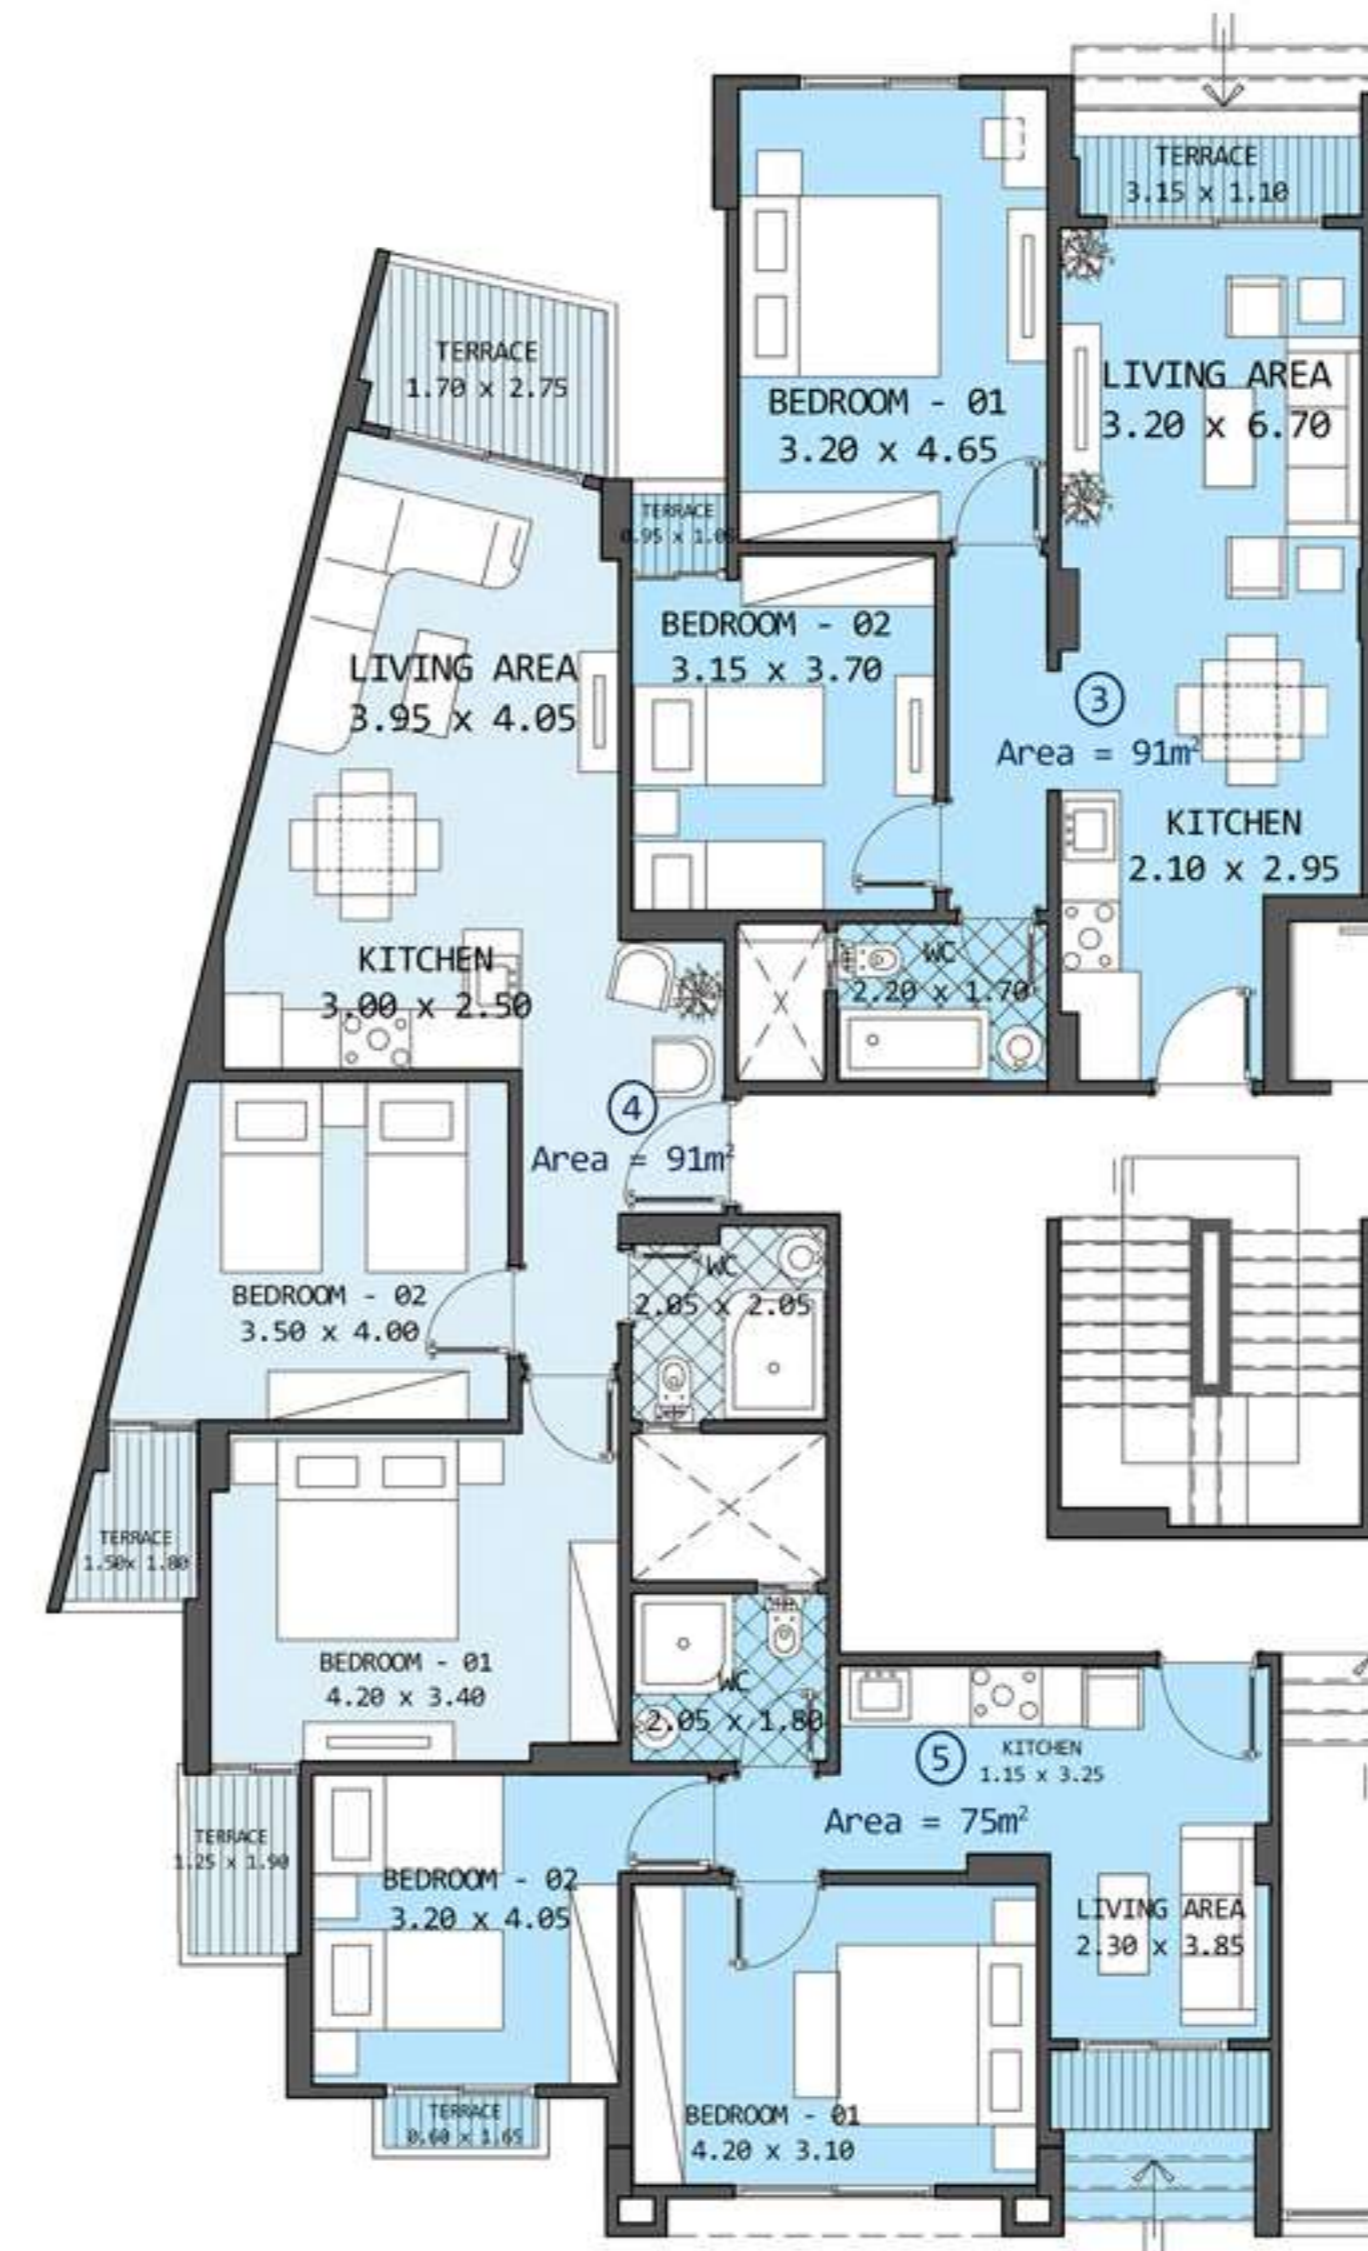 TERRACE
3.15 x 1.10
TERRACE
1.70 x 2.75
BEDROOM - 01
3.20 x 4.65
LIVING AREA
3.20 x 6.70
TERRACE
0.95 x 1.05
BEDROOM - 02
3.15 x 3.70
LIVING AREA
3.95 x 4.05
3
Area = 91m²
KITCHEN
2.10 x 2.95
KITCHEN
3.00 x 2.50
WC
2.20 x 1.70
4
Area = 91m²
WC
2.05 x 2.05
BEDROOM - 02
3.50 x 4.00
TERRACE
1.50x 1.80
BEDROOM - 01
4.20 x 3.40
WC
2.05 x 1.80
5
KITCHEN
1.15 x 3.25
Area = 75m²
TERRACE
1.25 x 1.90
BEDROOM - 02
3.20 x 4.05
LIVING AREA
2.30 x 3.85
TERRACE
0.60 x 1.65
BEDROOM - 01
4.20 x 3.10